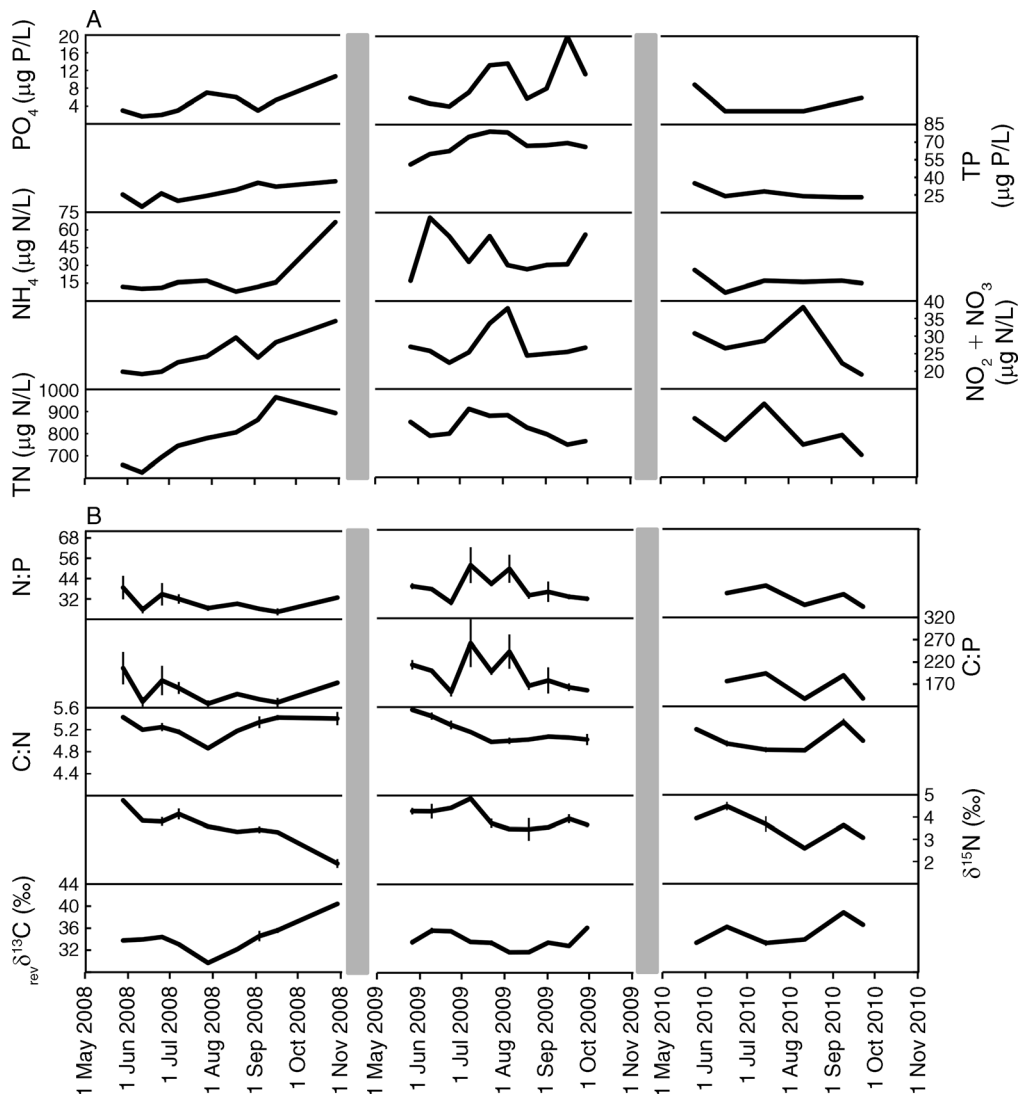 A
PO4 (µg P/L)
20
16
12
8
4
TP
(µg P/L)
85
70
55
40
25
NH4 (µg N/L)
75
60
45
30
15
NO2 + NO3
(µg N/L)
40
35
30
25
20
TN (µg N/L)
1000
900
800
700
B
N:P
68
56
44
32
C:P
320
270
220
170
C:N
5.6
5.2
4.8
4.4
δ15N (‰)
5
4
3
2
revδ13C (‰)
44
40
36
32
1 May 2008
1 Jun 2008
1 Jul 2008
1 Aug 2008
1 Sep 2008
1 Oct 2008
1 Nov 2008
1 May 2009
1 Jun 2009
1 Jul 2009
1 Aug 2009
1 Sep 2009
1 Oct 2009
1 Nov 2009
1 May 2010
1 Jun 2010
1 Jul 2010
1 Aug 2010
1 Sep 2010
1 Oct 2010
1 Nov 2010